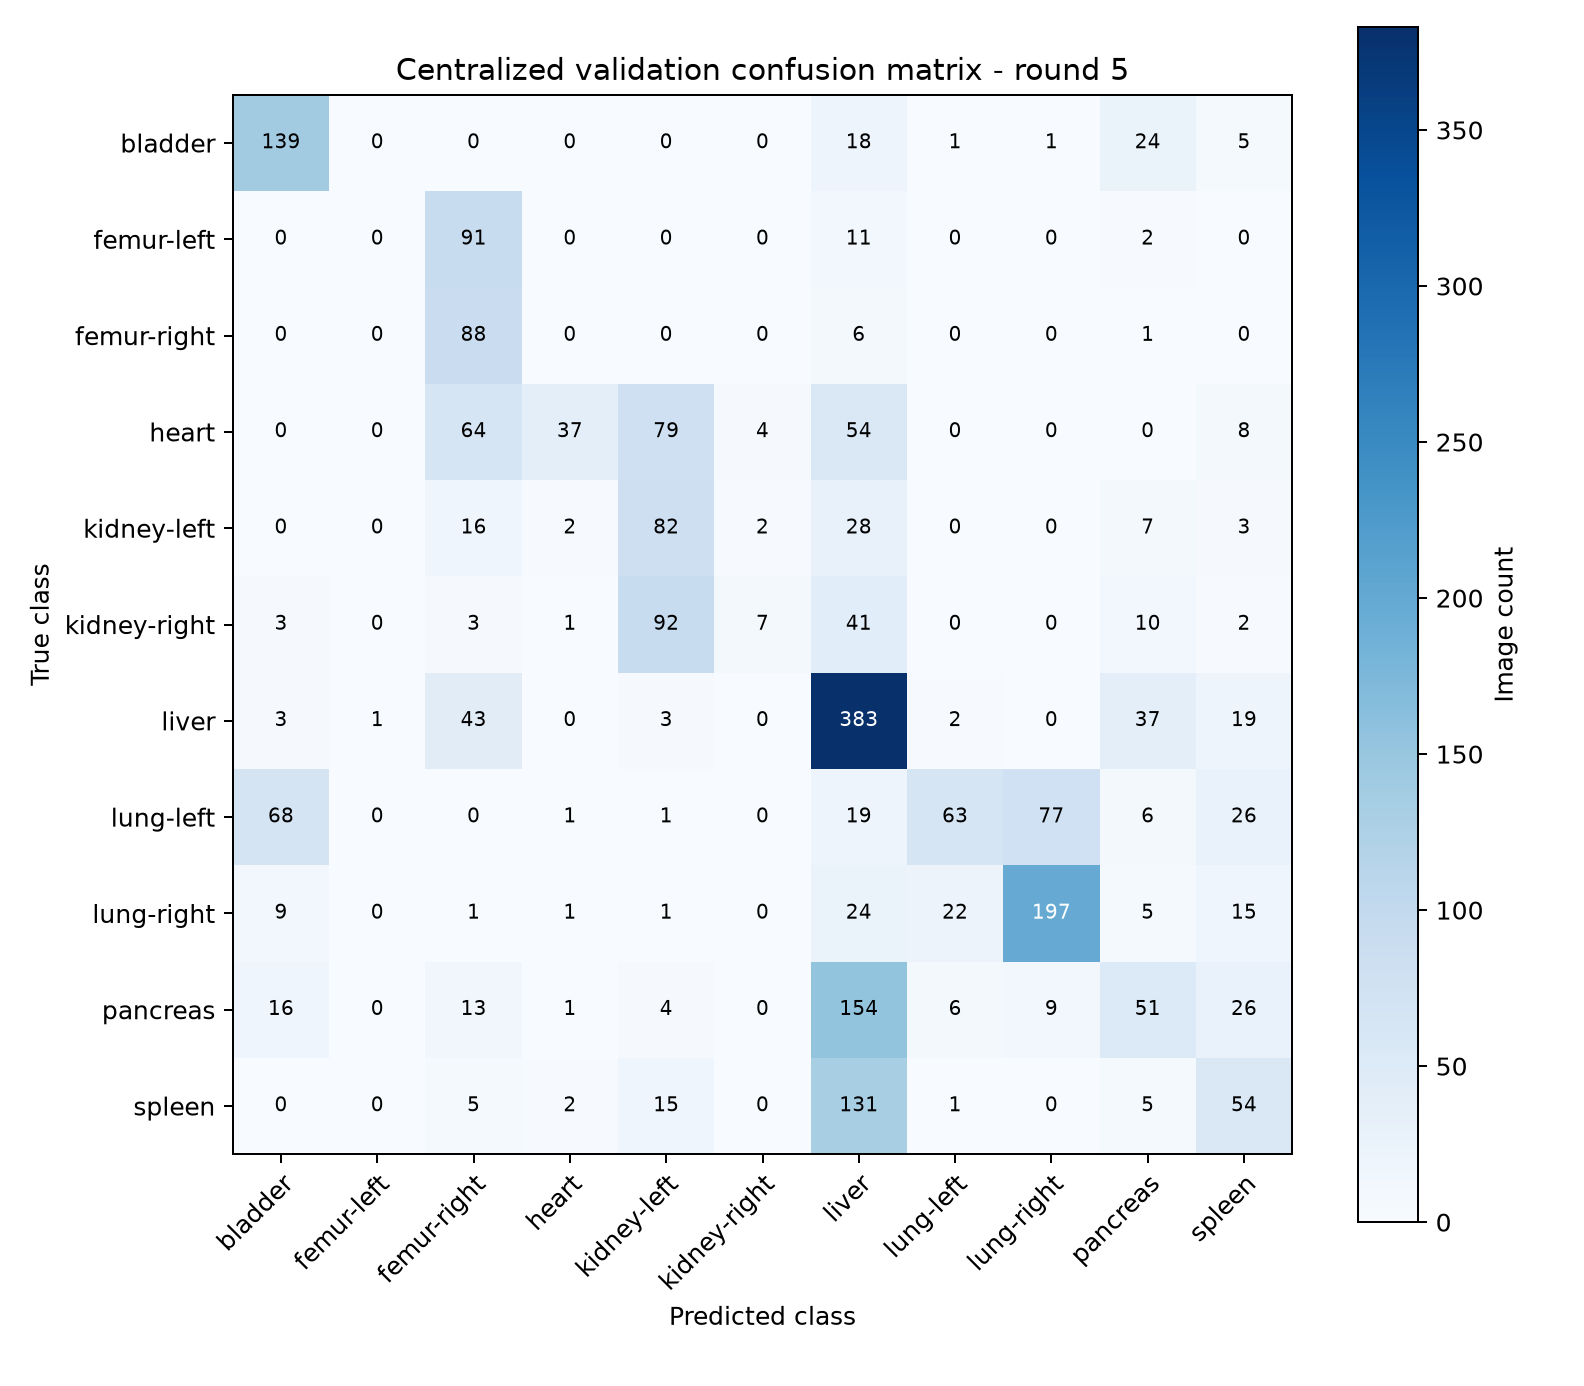 Centralized validation confusion matrix - round 5
bladder 139 0 0 0 0 0 18 1 1 24 5
femur-left 0 0 91 0 0 0 11 0 0 2 0
femur-right 0 0 88 0 0 0 6 0 0 1 0
heart 0 0 64 37 79 4 54 0 0 0 8
kidney-left 0 0 16 2 82 2 28 0 0 7 3
kidney-right 3 0 3 1 92 7 41 0 0 10 2
liver 3 1 43 0 3 0 383 2 0 37 19
lung-left 68 0 0 1 1 0 19 63 77 6 26
lung-right 9 0 1 1 1 0 24 22 197 5 15
pancreas 16 0 13 1 4 0 154 6 9 51 26
spleen 0 0 5 2 15 0 131 1 0 5 54
bladder femur-left femur-right heart kidney-left kidney-right liver lung-left lung-right pancreas spleen
Predicted class
True class
350
300
250
200
150
100
50
0
Image count